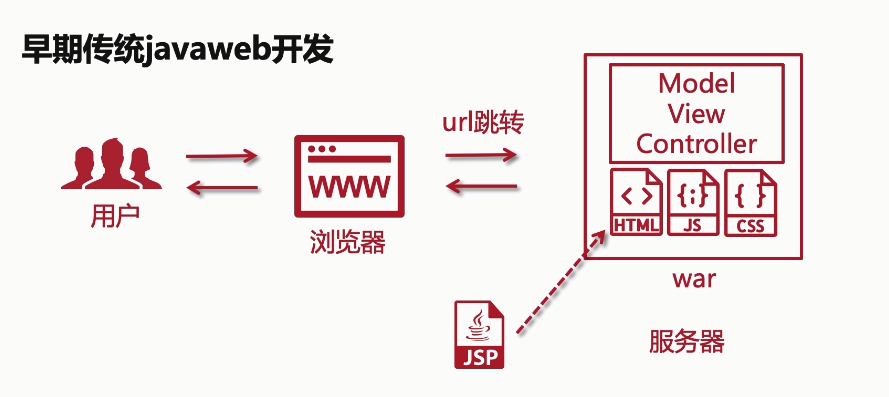 早期传统javaweb开发
用户
WWW
浏览器
url跳转
Model
View
Controller
< >
HTML
{;}
JS
{ }
CSS
war
JSP
服务器